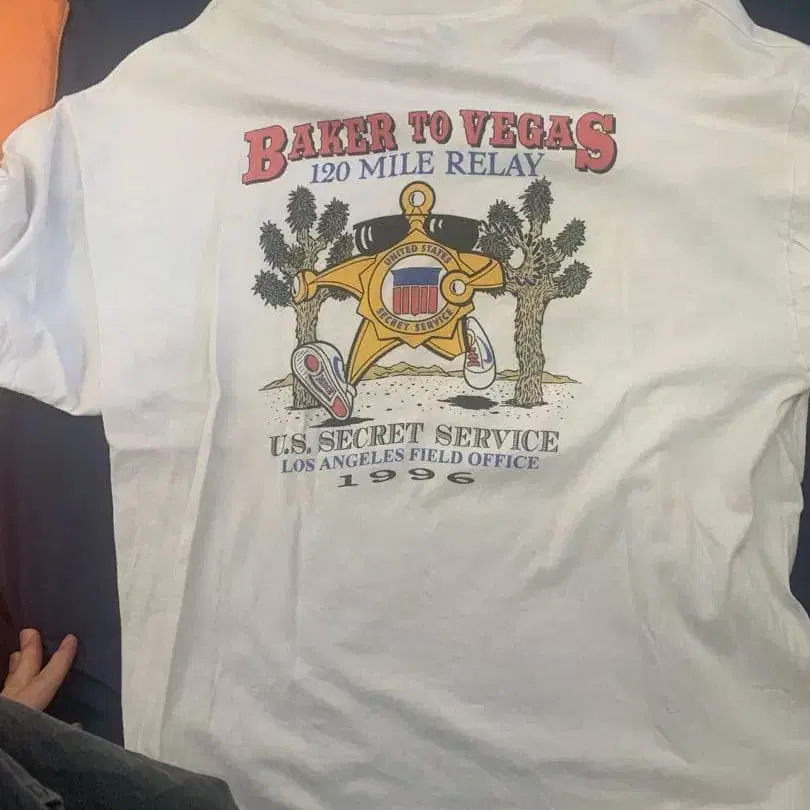 BAKER TO VEGAS
120 MILE RELAY
UNITED STATES
SECRET SERVICE
U.S. SECRET SERVICE
LOS ANGELES FIELD OFFICE
1996